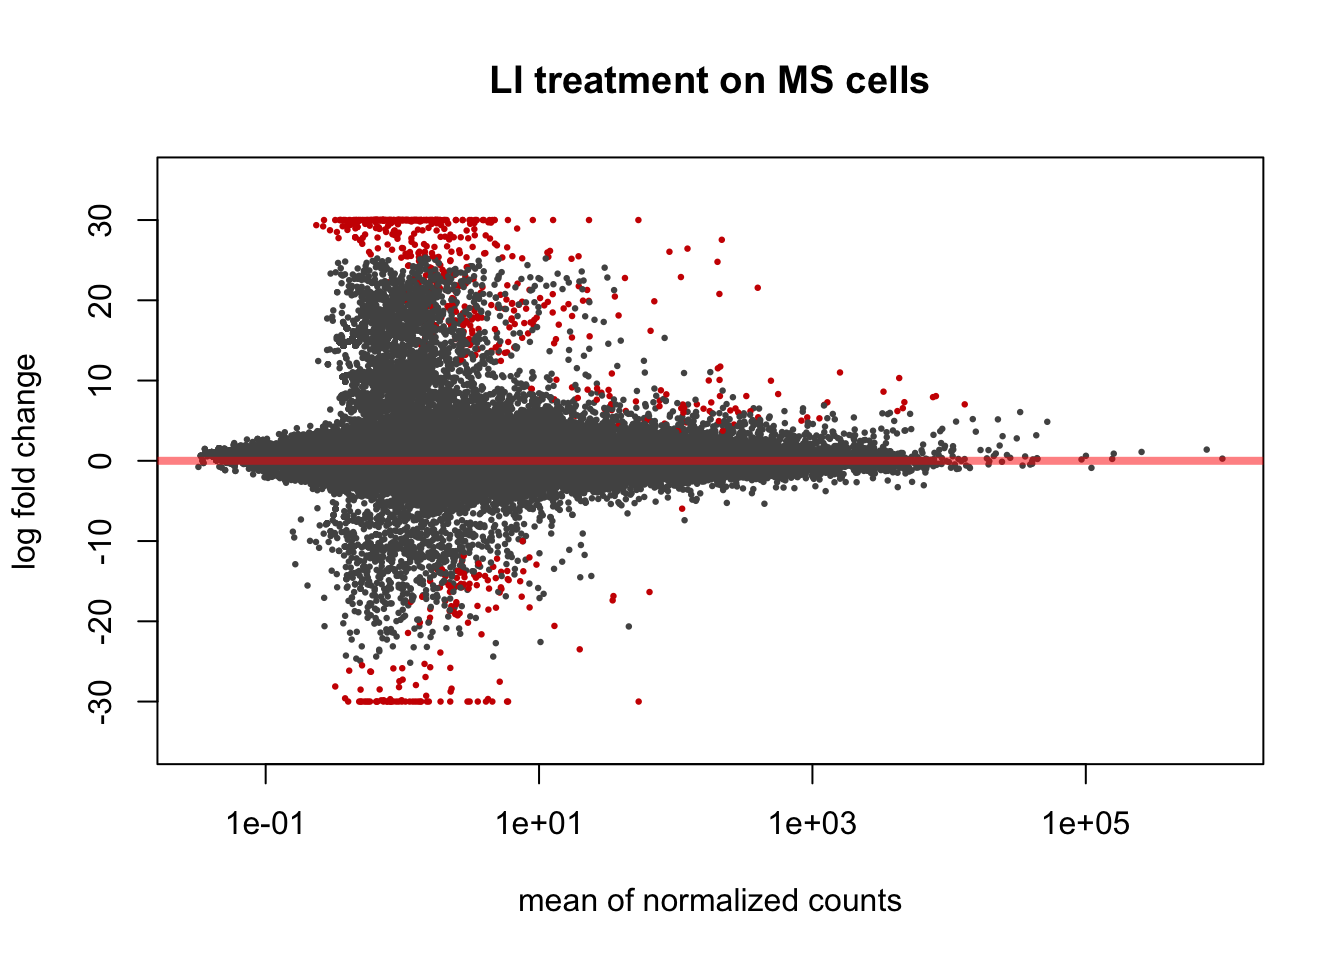 LI treatment on MS cells
log fold change
30
20
10
0
-10
-20
-30
1e-01
1e+01
1e+03
1e+05
mean of normalized counts